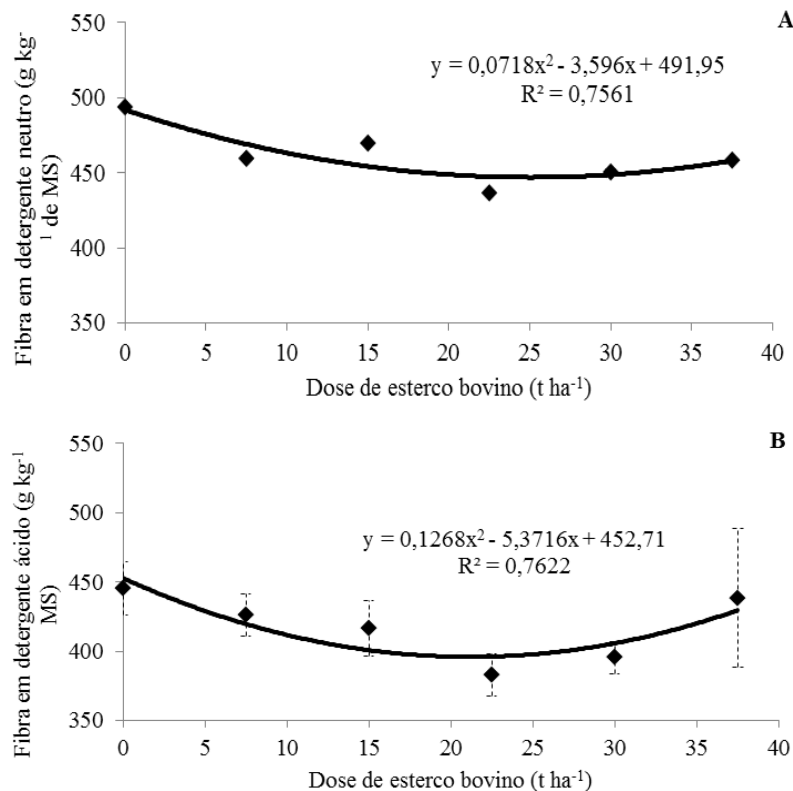 A
y = 0,0718x² - 3,596x + 491,95
R² = 0,7561
Fibra em detergente neutro (g kg-
1 de MS)
550
500
450
400
350
0 5 10 15 20 25 30 35 40
Dose de esterco bovino (t ha⁻¹)
B
y = 0,1268x² - 5,3716x + 452,71
R² = 0,7622
Fibra em detergente ácido (g kg⁻¹
MS)
550
500
450
400
350
0 5 10 15 20 25 30 35 40
Dose de esterco bovino (t ha⁻¹)